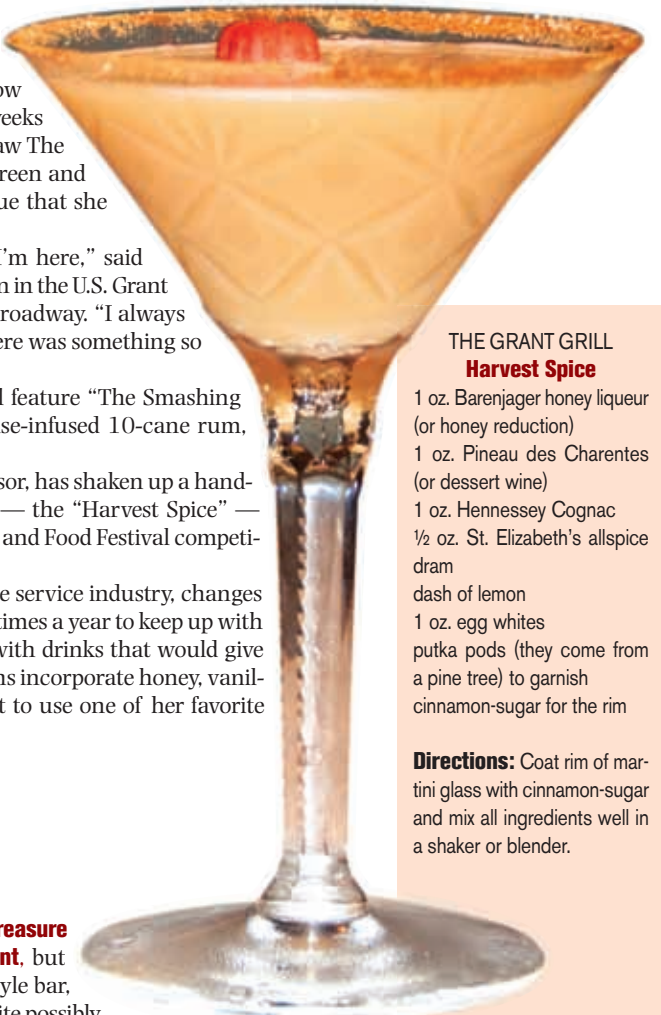 ow
eeks
aw The
reen and
ue that she
I'm here," said
n in the U.S. Grant
roadway. "I always
ere was something so
l feature "The Smashing
se-infused 10-cane rum,
sor, has shaken up a hand-
— the "Harvest Spice" —
and Food Festival competi-
e service industry, changes
times a year to keep up with
with drinks that would give
ns incorporate honey, vanil-
t to use one of her favorite
reasure
nt, but
yle bar,
ite possibly
THE GRANT GRILL
Harvest Spice
1 oz. Barenjager honey liqueur
(or honey reduction)
1 oz. Pineau des Charentes
(or dessert wine)
1 oz. Hennessey Cognac
½ oz. St. Elizabeth's allspice
dram
dash of lemon
1 oz. egg whites
putka pods (they come from
a pine tree) to garnish
cinnamon-sugar for the rim
Directions: Coat rim of mar-
tini glass with cinnamon-sugar
and mix all ingredients well in
a shaker or blender.